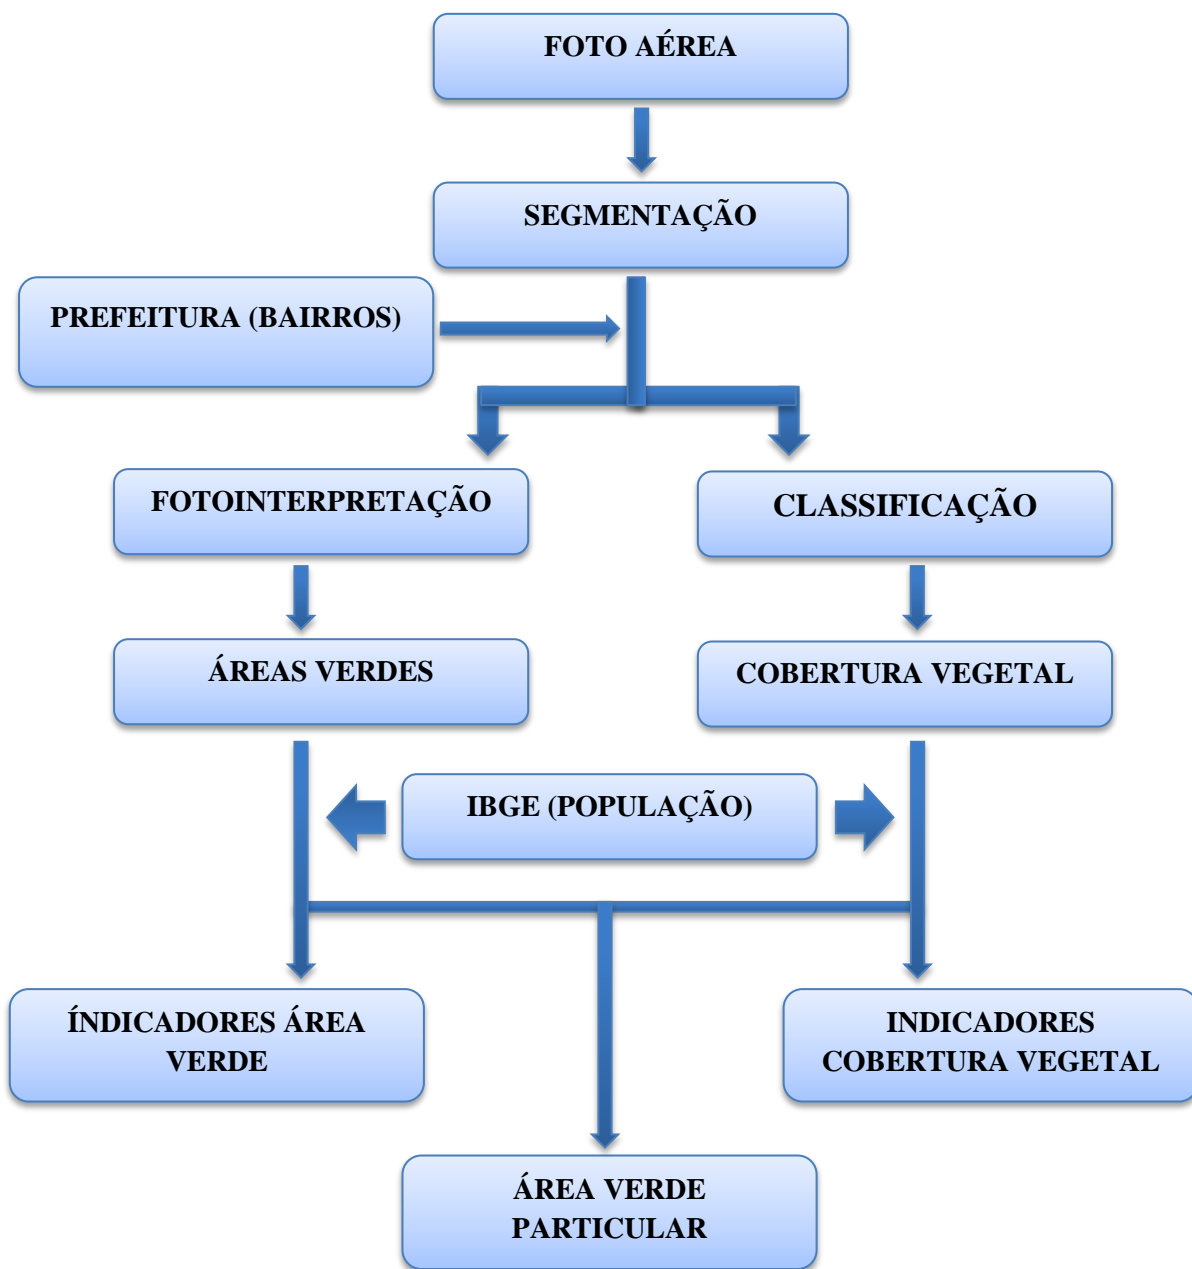 FOTO AÉREA
SEGMENTAÇÃO
PREFEITURA (BAIRROS)
FOTOINTERPRETAÇÃO
CLASSIFICAÇÃO
ÁREAS VERDES
COBERTURA VEGETAL
IBGE (POPULAÇÃO)
ÍNDICADORES ÁREA
VERDE
INDICADORES
COBERTURA VEGETAL
ÁREA VERDE
PARTICULAR